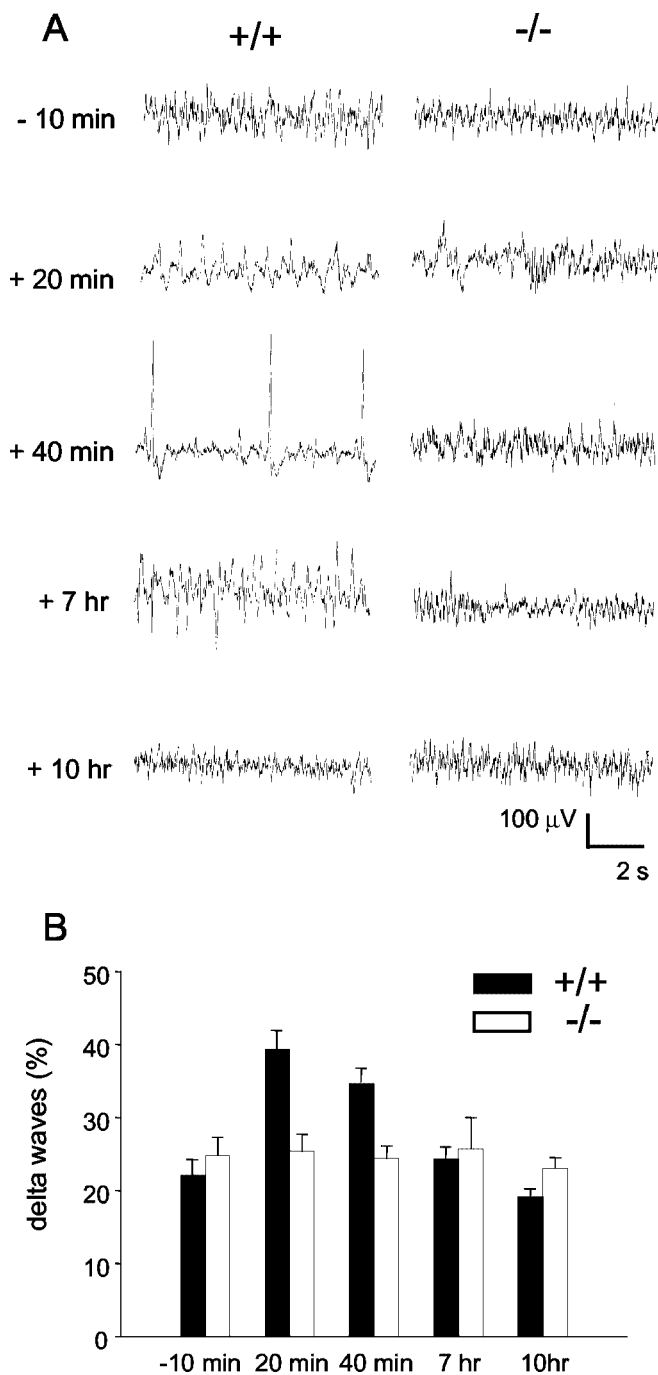 A
+/+ -/-
- 10 min
+ 20 min
+ 40 min
+ 7 hr
+ 10 hr
100 μV
2 s
B
delta waves (%)
50
40
30
20
10
0
+/+
-/-
-10 min 20 min 40 min 7 hr 10hr